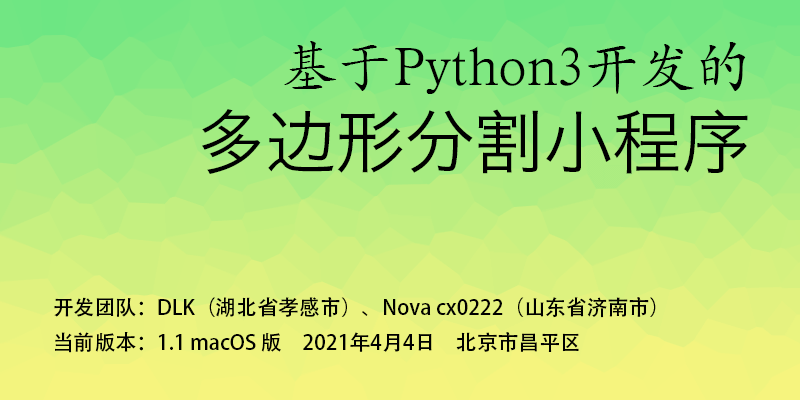 基于Python3开发的
多边形分割小程序
开发团队：DLK（湖北省孝感市）、Nova cx0222（山东省济南市）
当前版本：1.1 macOS 版　2021年4月4日　北京市昌平区